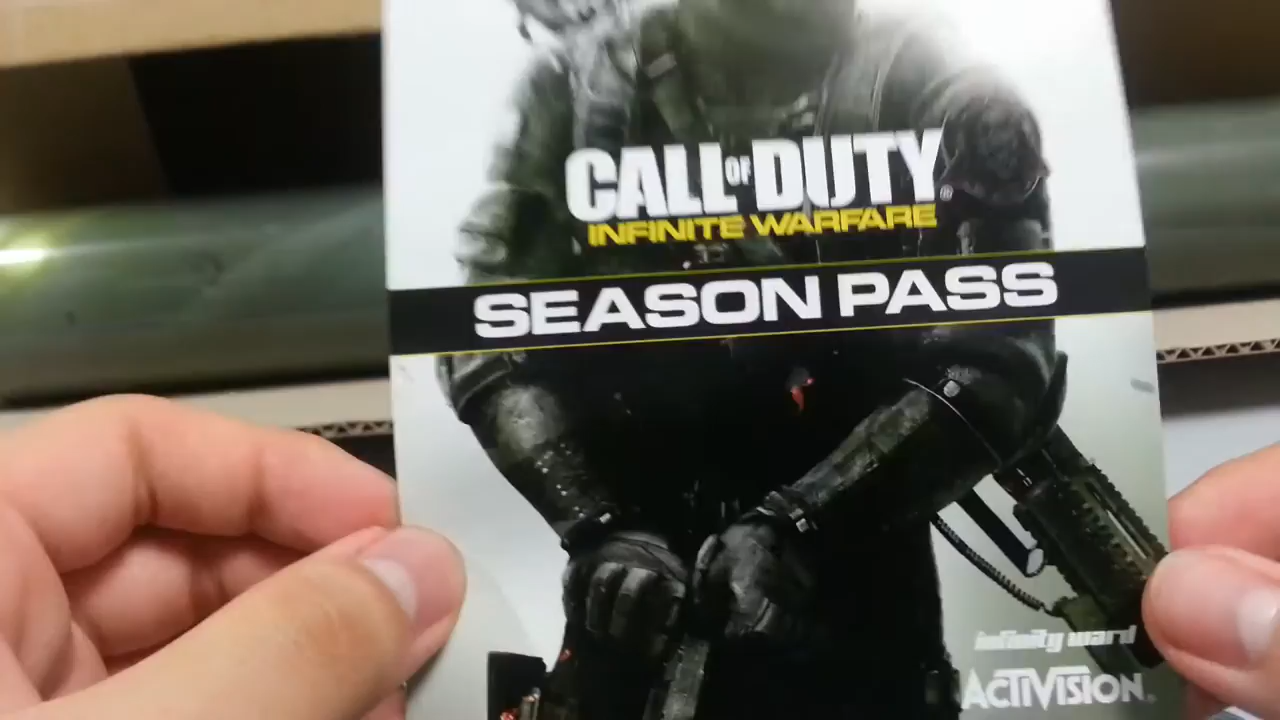 CALL OF DUTY®
INFINITE WARFARE
SEASON PASS
infinity ward
ACTIVISION®